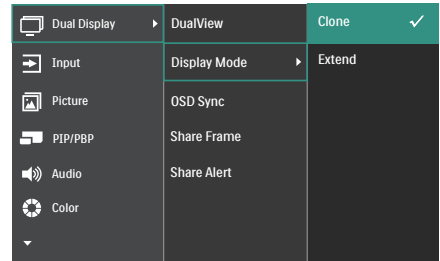 Dual Display
Input
Picture
PIP/PBP
Audio
Color
DualView
Display Mode
OSD Sync
Share Frame
Share Alert
Clone
Extend